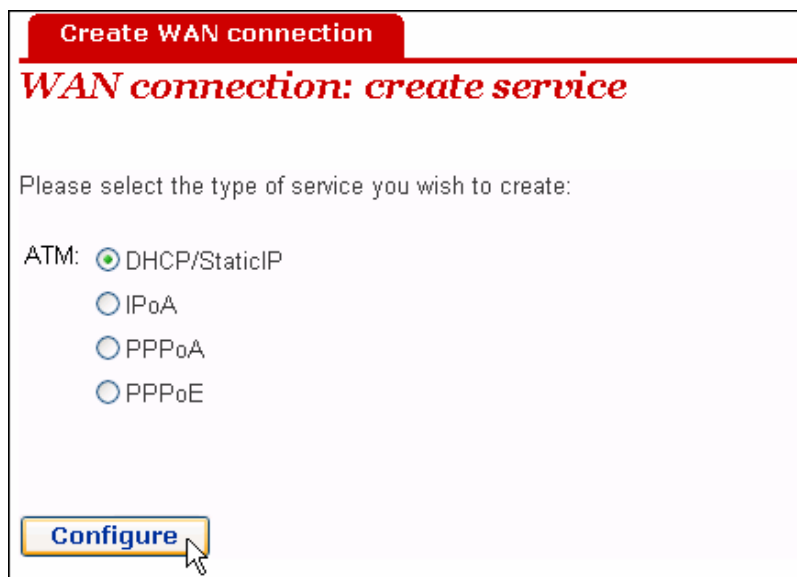 Create WAN connection
WAN connection: create service
Please select the type of service you wish to create:
ATM: DHCP/StaticIP
IPoA
PPPoA
PPPoE
Configure